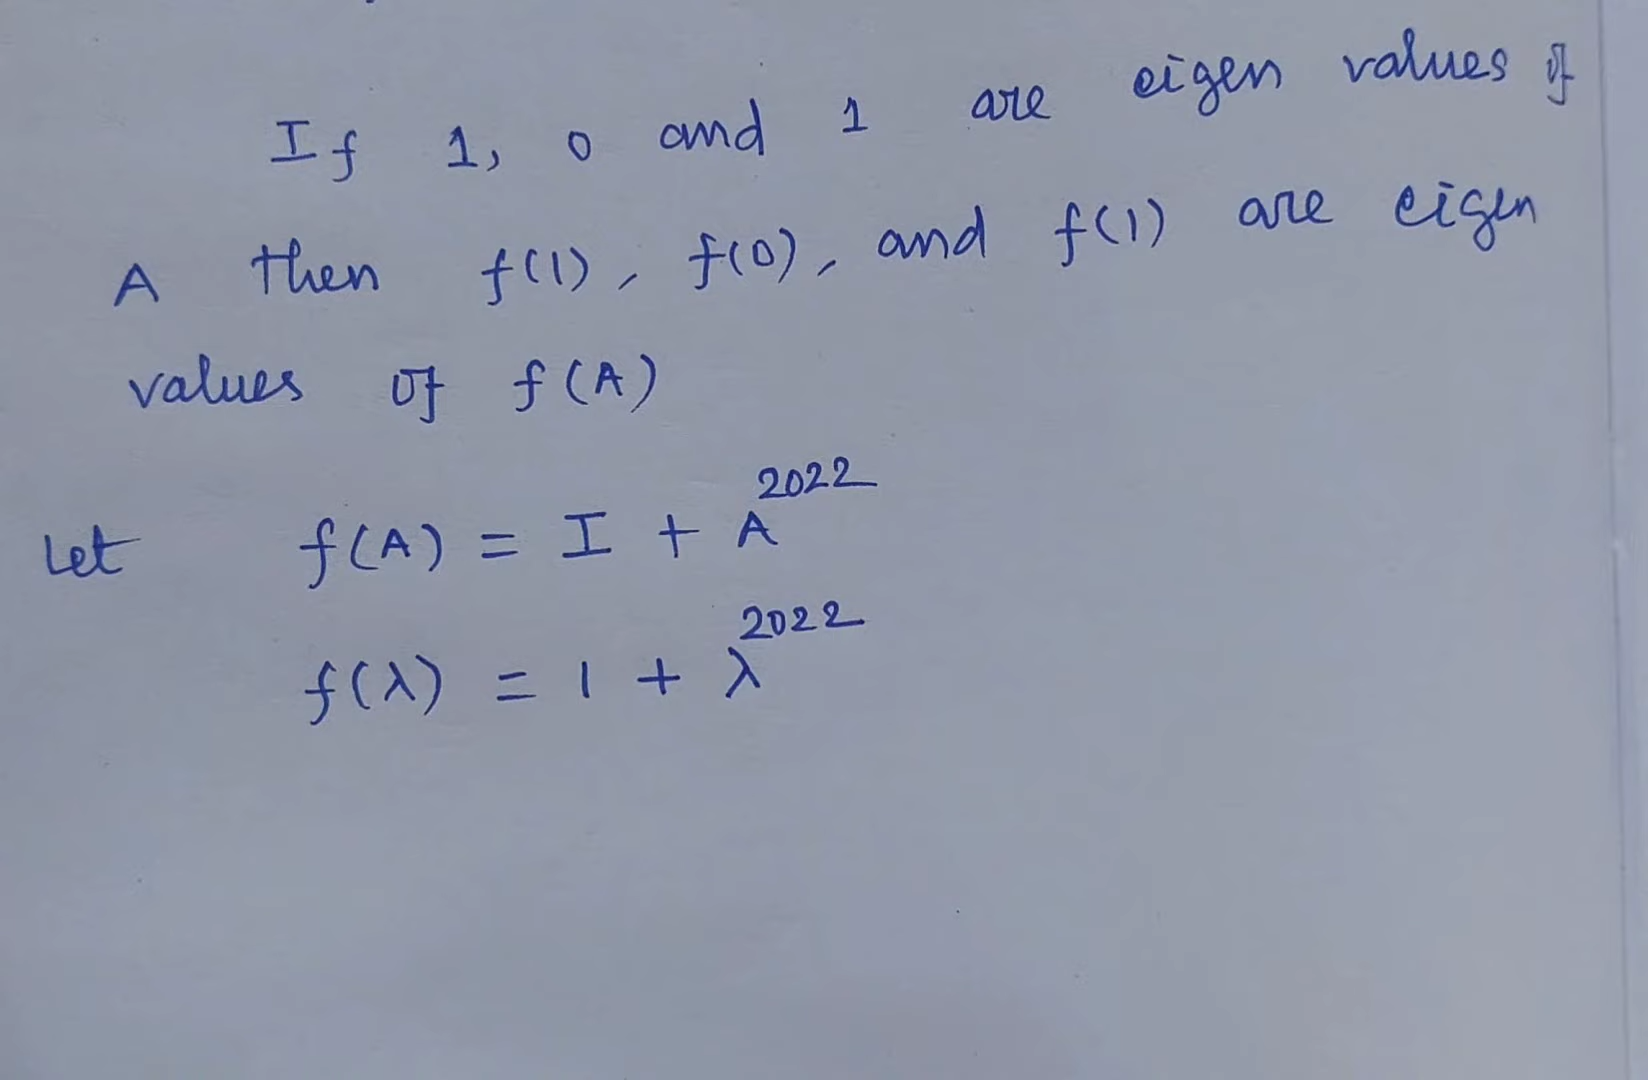 If 1, 0 and 1 are eigen values of
A then f(1), f(0), and f(1) are eigen
values of f(A)
Let f(A) = I + A^2022
f(λ) = 1 + λ^2022